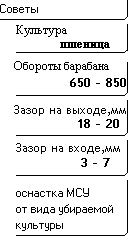 Советы
Культура
пшеница
Обороты барабана
650 - 850
Зазор на выходе,мм
18 - 20
Зазор на входе,мм
3 - 7
оснастка МСУ
от вида убираемой
культуры